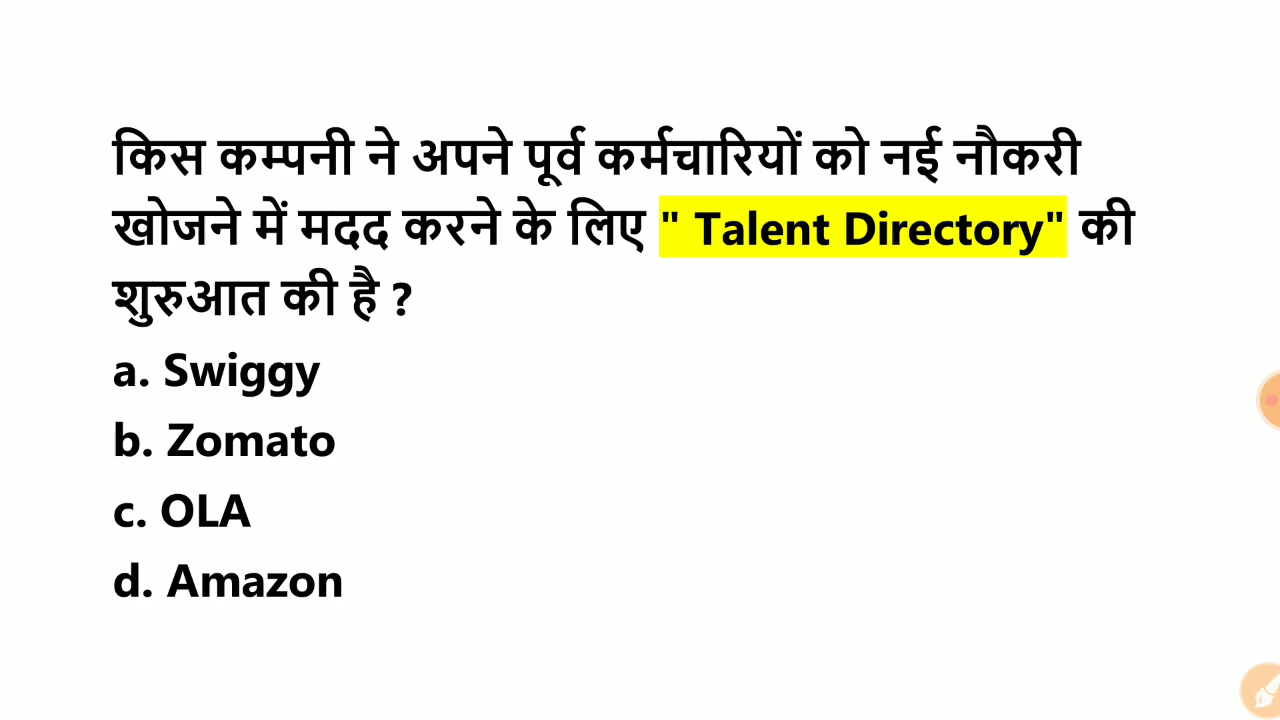 किस कम्पनी ने अपने पूर्व कर्मचारियों को नई नौकरी
खोजने में मदद करने के लिए " Talent Directory" की
शुरुआत की है ?
a. Swiggy
b. Zomato
c. OLA
d. Amazon